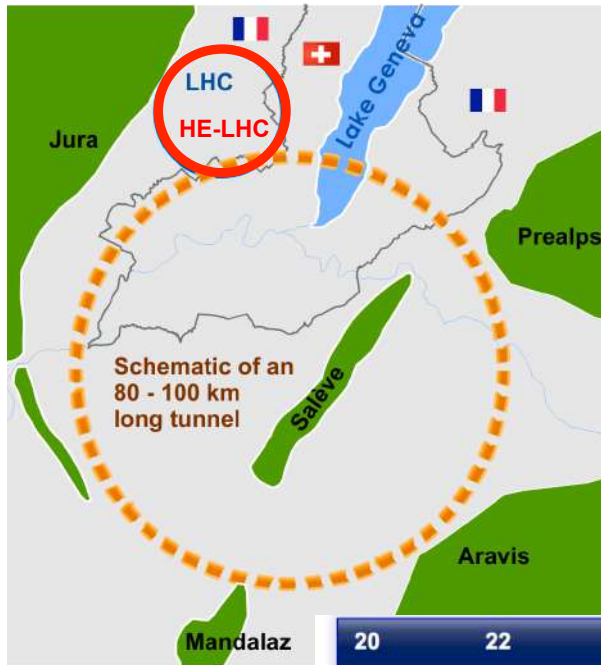 LHC
HE-LHC
Lake Geneva
Jura
Prealps
Schematic of an
80 - 100 km
long tunnel
Salève
Aravis
Mandalaz
20 22